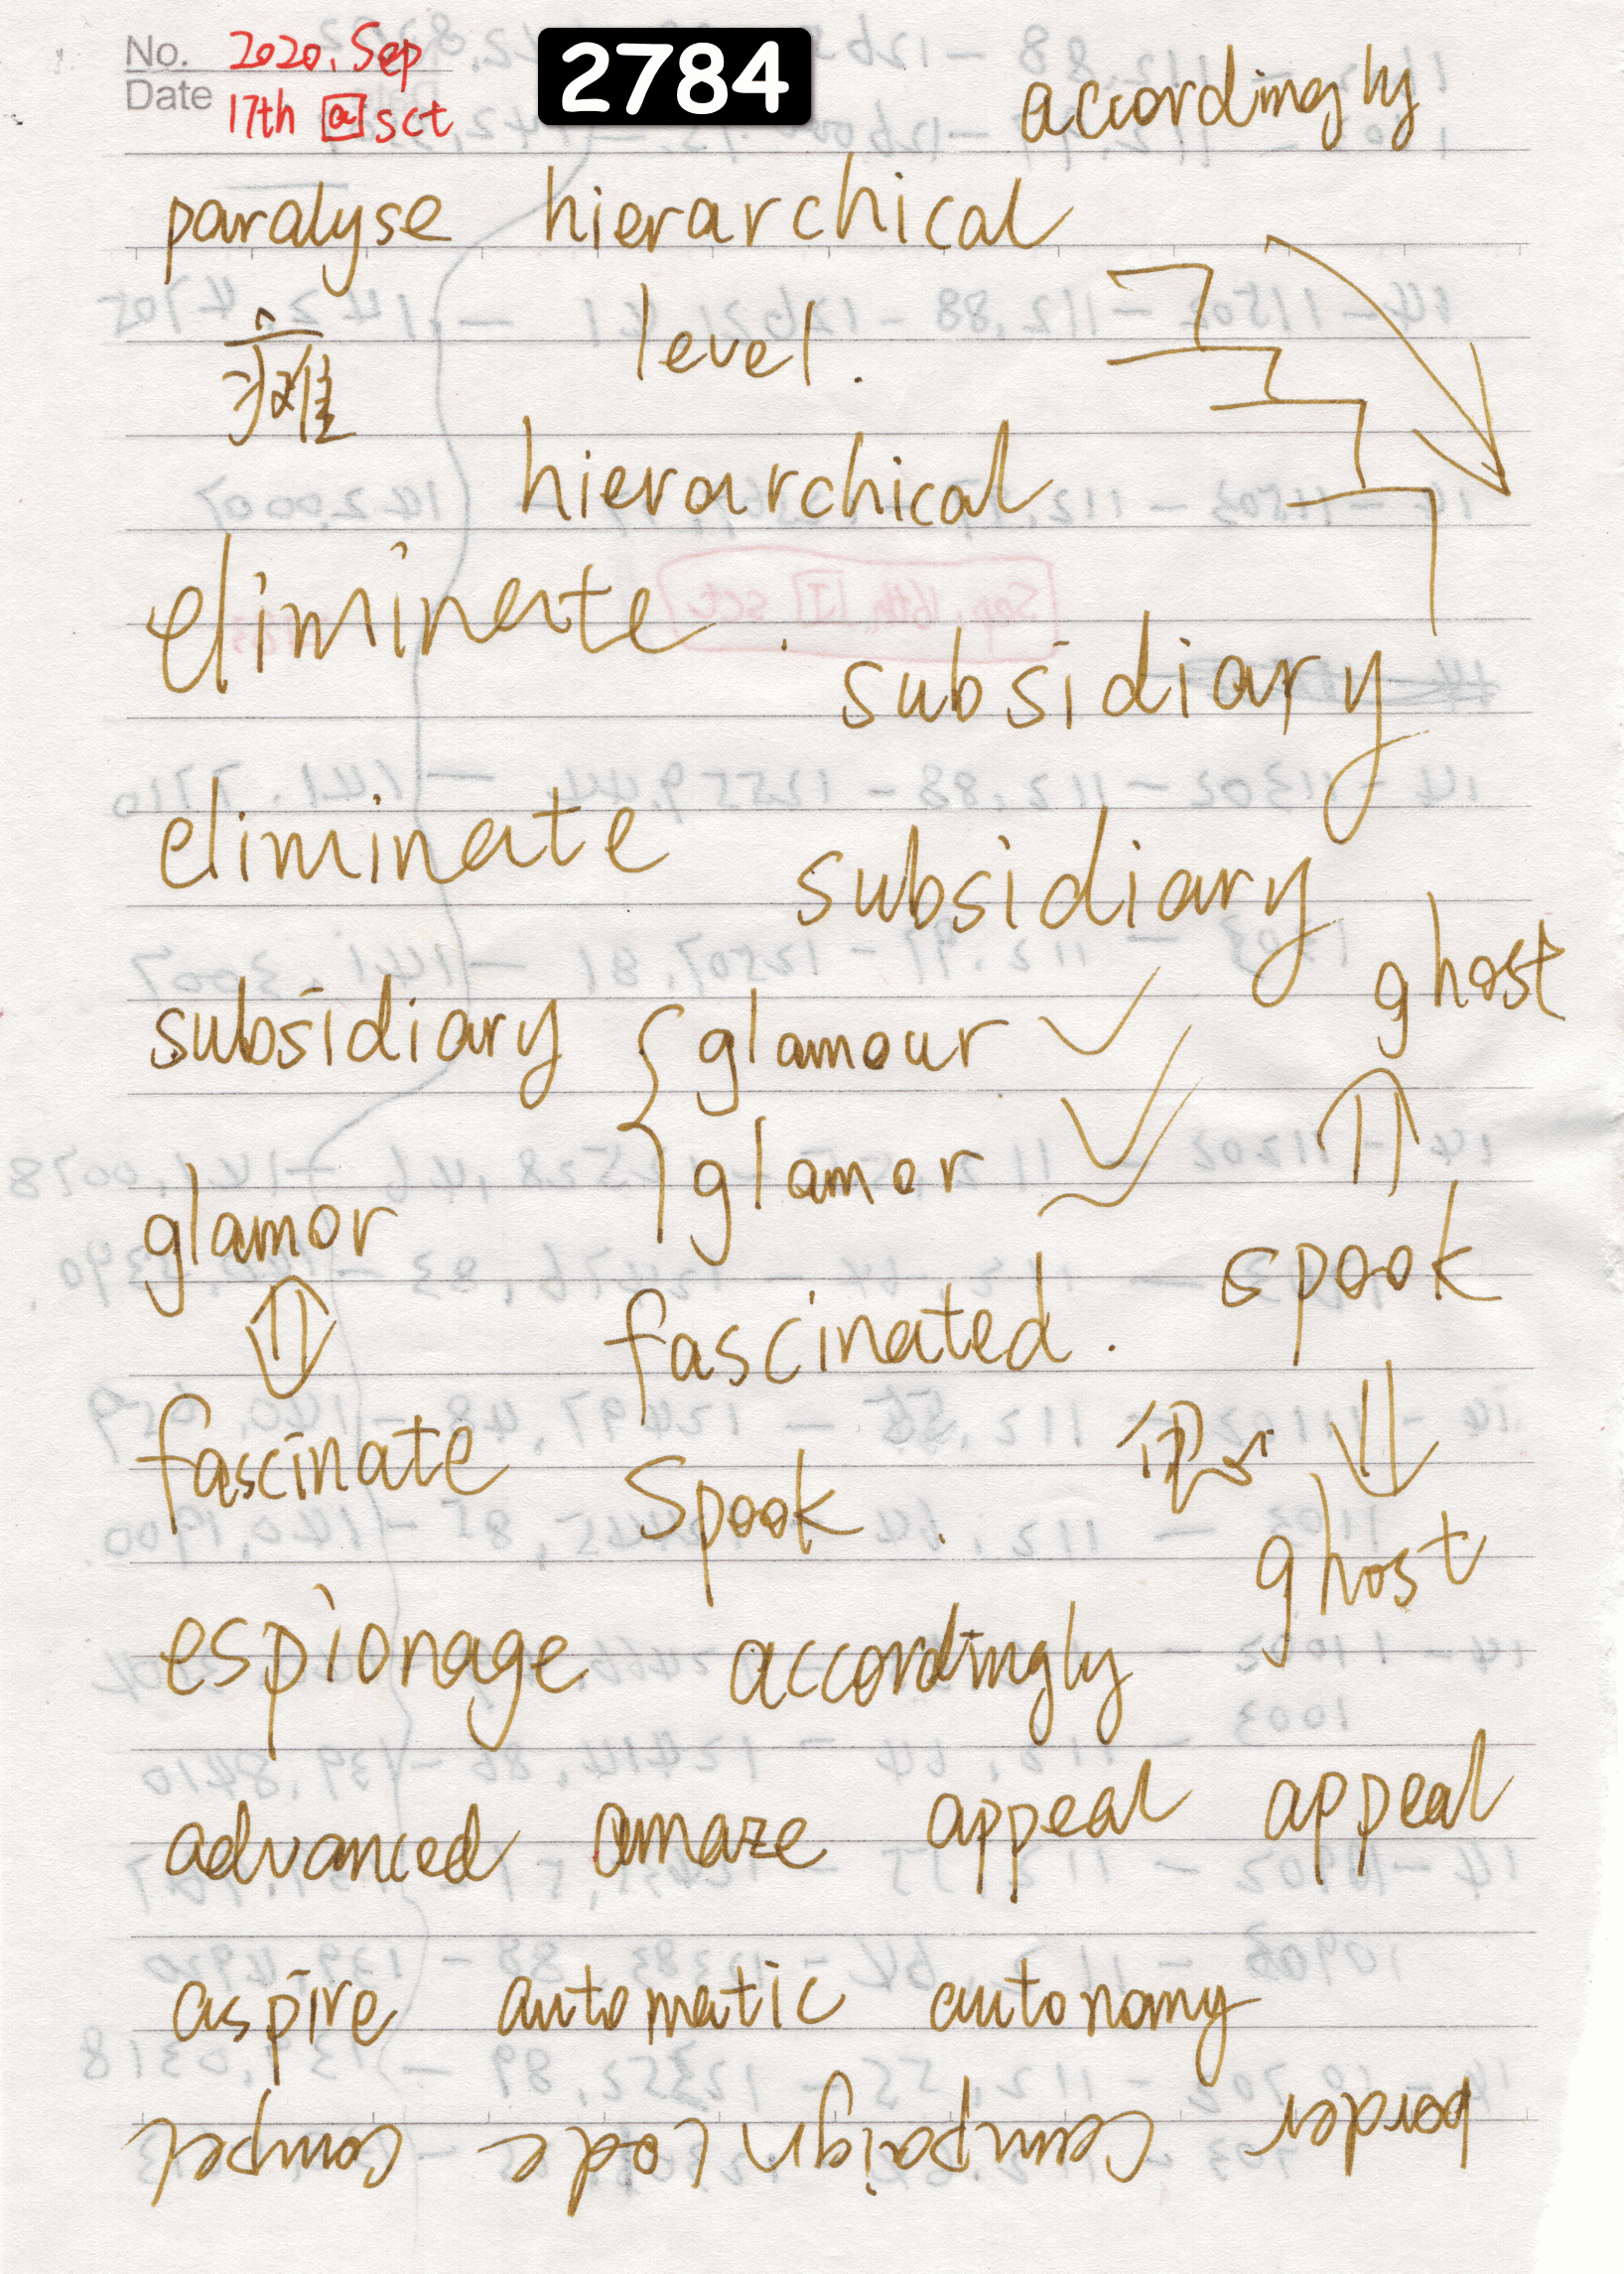 No. 2020. Sep
Date 17th @ sct
2784
accordingly
paralyse hierarchical
瘫
level.
hierarchical
eliminate.
subsidiary
eliminate
subsidiary
ghost
subsidiary glamour
glamor
glamor
spook
fascinated.
fascinate
spook.
ghost
espionage accordingly
advanced amaze appeal appeal
aspire automatic autonomy
border campaign code compel